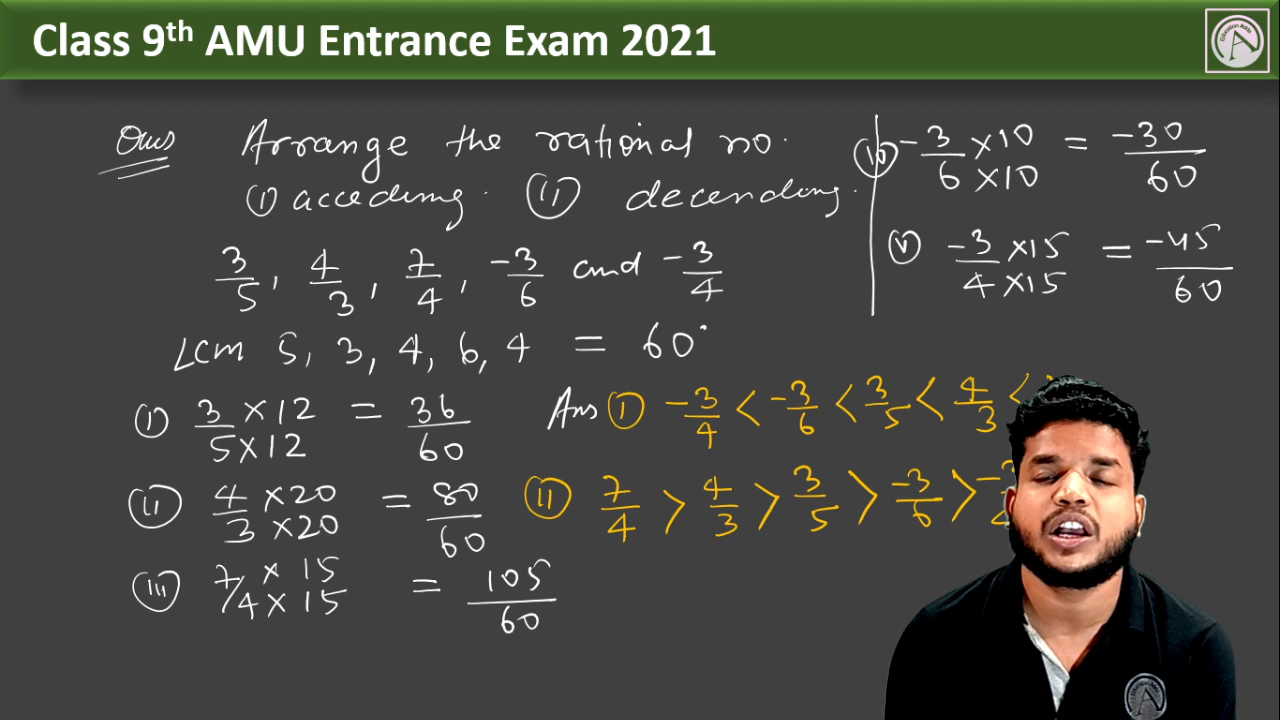 Class 9th AMU Entrance Exam 2021
Ques Arrange the rational no.
(i) accending. (ii) decending.
3/5, 4/3, 7/4, -3/6 and -3/4
LCM 5, 3, 4, 6, 4 = 60
(i) 3×12/5×12 = 36/60
(ii) 4×20/3×20 = 80/60
(iii) 7×15/4×15 = 105/60
(iv) -3×10/6×10 = -30/60
(v) -3×15/4×15 = -45/60
Ans (i) -3/4 < -3/6 < 3/5 < 4/3 <
(ii) 7/4 > 4/3 > 3/5 > -3/6 >